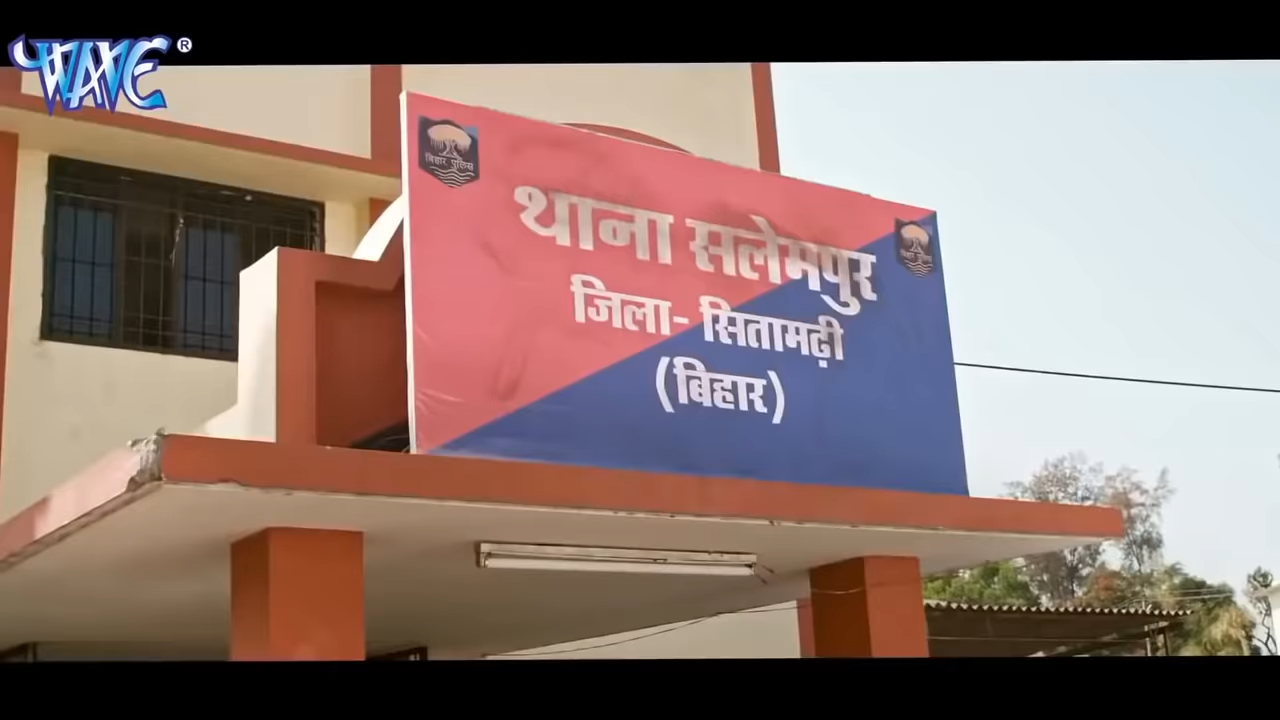 WAVE ®
बिहार पुलिस
थाना सलेमपुर
जिला- सितामढ़ी
(बिहार)
बिहार पुलिस